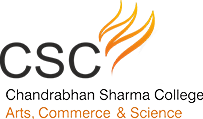 CSC
Chandrabhan Sharma College
Arts, Commerce & Science